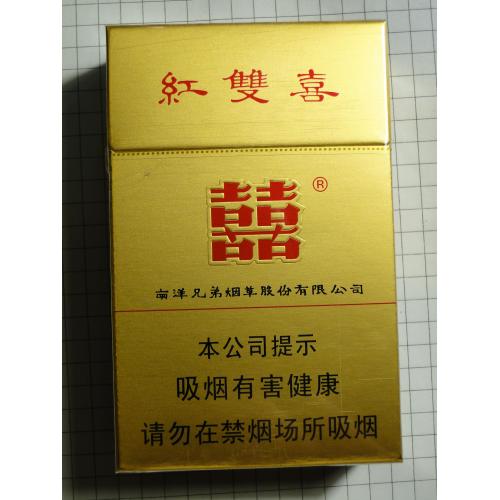 紅雙喜
囍®
南洋兄弟烟草股份有限公司
本公司提示
吸烟有害健康
请勿在禁烟场所吸烟